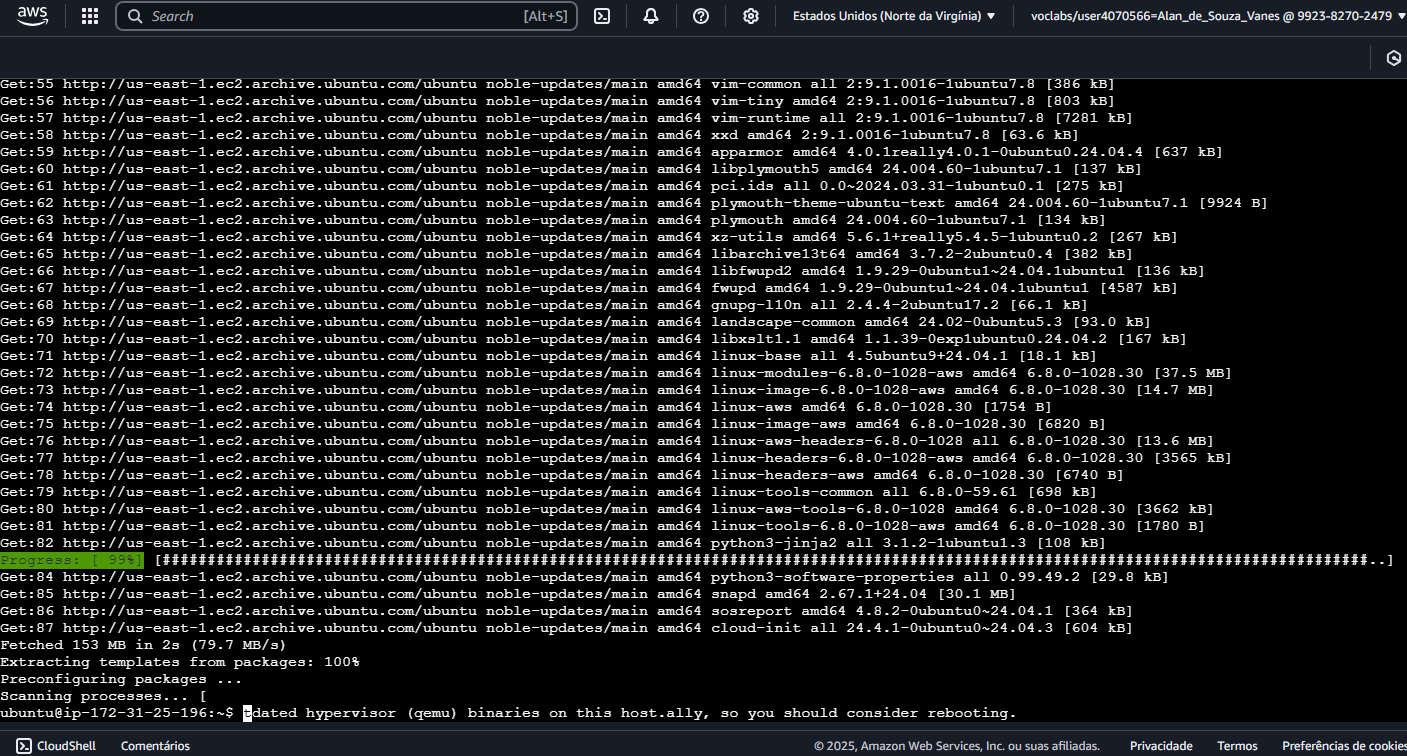 aws
Search [Alt+S] Estados Unidos (Norte da Virgínia) voclabs/user4070566=Alan_de_Souza_Vanes @ 9923-8270-2479
Get:55 http://us-east-1.ec2.archive.ubuntu.com/ubuntu noble-updates/main amd64 vim-common all 2:9.1.0016-1ubuntu7.8 [386 kB]
Get:56 http://us-east-1.ec2.archive.ubuntu.com/ubuntu noble-updates/main amd64 vim-tiny amd64 2:9.1.0016-1ubuntu7.8 [803 kB]
Get:57 http://us-east-1.ec2.archive.ubuntu.com/ubuntu noble-updates/main amd64 vim-runtime all 2:9.1.0016-1ubuntu7.8 [7281 kB]
Get:58 http://us-east-1.ec2.archive.ubuntu.com/ubuntu noble-updates/main amd64 xxd amd64 2:9.1.0016-1ubuntu7.8 [63.6 kB]
Get:59 http://us-east-1.ec2.archive.ubuntu.com/ubuntu noble-updates/main amd64 apparmor amd64 4.0.1really4.0.1-0ubuntu0.24.04.4 [637 kB]
Get:60 http://us-east-1.ec2.archive.ubuntu.com/ubuntu noble-updates/main amd64 libplymouth5 amd64 24.004.60-1ubuntu7.1 [137 kB]
Get:61 http://us-east-1.ec2.archive.ubuntu.com/ubuntu noble-updates/main amd64 pci.ids all 0.0~2024.03.31-1ubuntu0.1 [275 kB]
Get:62 http://us-east-1.ec2.archive.ubuntu.com/ubuntu noble-updates/main amd64 plymouth-theme-ubuntu-text amd64 24.004.60-1ubuntu7.1 [9924 B]
Get:63 http://us-east-1.ec2.archive.ubuntu.com/ubuntu noble-updates/main amd64 plymouth amd64 24.004.60-1ubuntu7.1 [134 kB]
Get:64 http://us-east-1.ec2.archive.ubuntu.com/ubuntu noble-updates/main amd64 xz-utils amd64 5.6.1+really5.4.5-1ubuntu0.2 [267 kB]
Get:65 http://us-east-1.ec2.archive.ubuntu.com/ubuntu noble-updates/main amd64 libarchive13t64 amd64 3.7.2-2ubuntu0.4 [382 kB]
Get:66 http://us-east-1.ec2.archive.ubuntu.com/ubuntu noble-updates/main amd64 libfwupd2 amd64 1.9.29-0ubuntu1~24.04.1ubuntu1 [136 kB]
Get:67 http://us-east-1.ec2.archive.ubuntu.com/ubuntu noble-updates/main amd64 fwupd amd64 1.9.29-0ubuntu1~24.04.1ubuntu1 [4587 kB]
Get:68 http://us-east-1.ec2.archive.ubuntu.com/ubuntu noble-updates/main amd64 gnupg-l10n all 2.4.4-2ubuntu17.2 [66.1 kB]
Get:69 http://us-east-1.ec2.archive.ubuntu.com/ubuntu noble-updates/main amd64 landscape-common amd64 24.02-0ubuntu5.3 [93.0 kB]
Get:70 http://us-east-1.ec2.archive.ubuntu.com/ubuntu noble-updates/main amd64 libxslt1.1 amd64 1.1.39-0exp1ubuntu0.24.04.2 [167 kB]
Get:71 http://us-east-1.ec2.archive.ubuntu.com/ubuntu noble-updates/main amd64 linux-base all 4.5ubuntu9+24.04.1 [18.1 kB]
Get:72 http://us-east-1.ec2.archive.ubuntu.com/ubuntu noble-updates/main amd64 linux-modules-6.8.0-1028-aws amd64 6.8.0-1028.30 [37.5 MB]
Get:73 http://us-east-1.ec2.archive.ubuntu.com/ubuntu noble-updates/main amd64 linux-image-6.8.0-1028-aws amd64 6.8.0-1028.30 [14.7 MB]
Get:74 http://us-east-1.ec2.archive.ubuntu.com/ubuntu noble-updates/main amd64 linux-aws amd64 6.8.0-1028.30 [1754 B]
Get:75 http://us-east-1.ec2.archive.ubuntu.com/ubuntu noble-updates/main amd64 linux-image-aws amd64 6.8.0-1028.30 [6820 B]
Get:76 http://us-east-1.ec2.archive.ubuntu.com/ubuntu noble-updates/main amd64 linux-aws-headers-6.8.0-1028 all 6.8.0-1028.30 [13.6 MB]
Get:77 http://us-east-1.ec2.archive.ubuntu.com/ubuntu noble-updates/main amd64 linux-headers-6.8.0-1028-aws amd64 6.8.0-1028.30 [3565 kB]
Get:78 http://us-east-1.ec2.archive.ubuntu.com/ubuntu noble-updates/main amd64 linux-headers-aws amd64 6.8.0-1028.30 [6740 B]
Get:79 http://us-east-1.ec2.archive.ubuntu.com/ubuntu noble-updates/main amd64 linux-tools-common all 6.8.0-59.61 [698 kB]
Get:80 http://us-east-1.ec2.archive.ubuntu.com/ubuntu noble-updates/main amd64 linux-aws-tools-6.8.0-1028 amd64 6.8.0-1028.30 [3662 kB]
Get:81 http://us-east-1.ec2.archive.ubuntu.com/ubuntu noble-updates/main amd64 linux-tools-6.8.0-1028-aws amd64 6.8.0-1028.30 [1780 B]
Get:82 http://us-east-1.ec2.archive.ubuntu.com/ubuntu noble-updates/main amd64 python3-jinja2 all 3.1.2-1ubuntu1.3 [108 kB]
Progress: [ 99%] [######################################################################################################################################..]
Get:84 http://us-east-1.ec2.archive.ubuntu.com/ubuntu noble-updates/main amd64 python3-software-properties all 0.99.49.2 [29.8 kB]
Get:85 http://us-east-1.ec2.archive.ubuntu.com/ubuntu noble-updates/main amd64 snapd amd64 2.67.1+24.04 [30.1 MB]
Get:86 http://us-east-1.ec2.archive.ubuntu.com/ubuntu noble-updates/main amd64 sosreport amd64 4.8.2-0ubuntu0~24.04.1 [364 kB]
Get:87 http://us-east-1.ec2.archive.ubuntu.com/ubuntu noble-updates/main amd64 cloud-init all 24.4.1-0ubuntu0~24.04.3 [604 kB]
Fetched 153 MB in 2s (79.7 MB/s)
Extracting templates from packages: 100%
Preconfiguring packages ...
Scanning processes... [
ubuntu@ip-172-31-25-196:~$ tdated hypervisor (qemu) binaries on this host.ally, so you should consider rebooting.
CloudShell Comentários © 2025, Amazon Web Services, Inc. ou suas afiliadas. Privacidade Termos Preferências de cookies